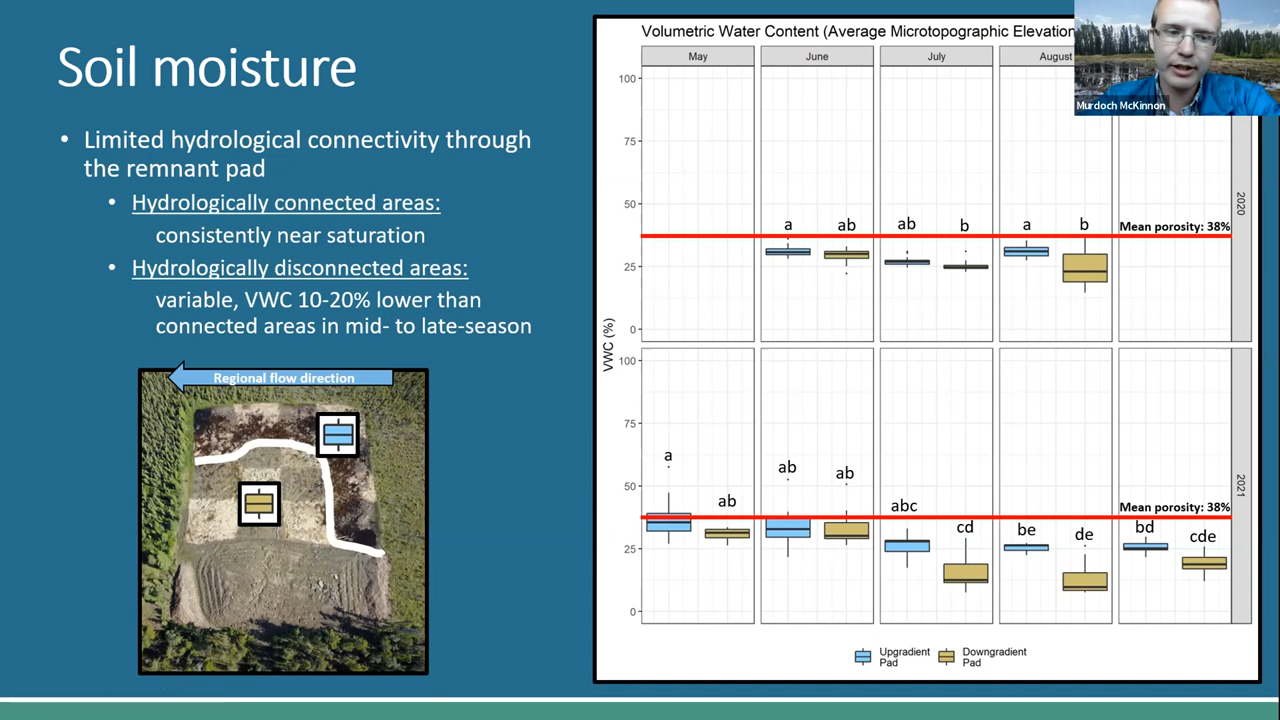 Soil moisture
• Limited hydrological connectivity through
the remnant pad
• Hydrologically connected areas:
consistently near saturation
• Hydrologically disconnected areas:
variable, VWC 10-20% lower than
connected areas in mid- to late-season
Regional flow direction
Volumetric Water Content (Average Microtopographic Elevation
Murdoch McKinnon
May June July August
VWC (%)
100
75
50
25
0
a ab ab b a b
Mean porosity: 38%
2020
100
75
50
25
0
a ab ab ab abc cd be de bd cde
Mean porosity: 38%
2021
Upgradient
Pad
Downgradient
Pad